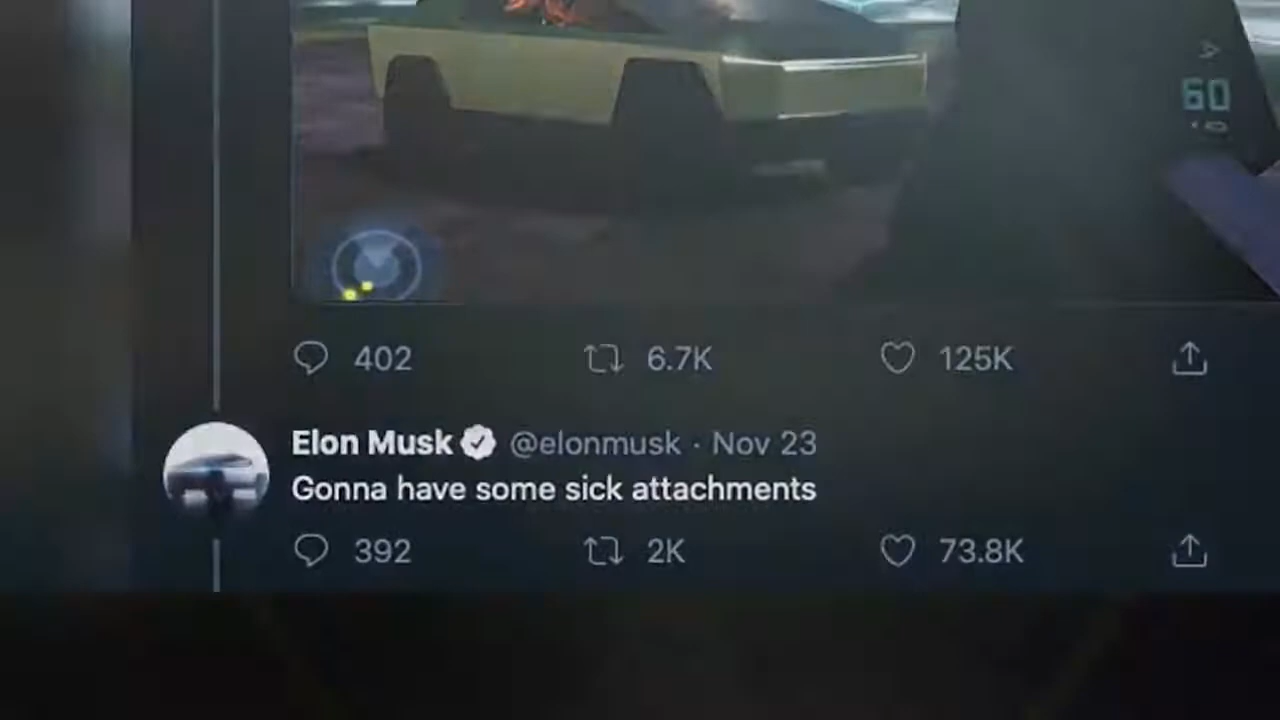 60
402 6.7K 125K
Elon Musk @elonmusk · Nov 23
Gonna have some sick attachments
392 2K 73.8K